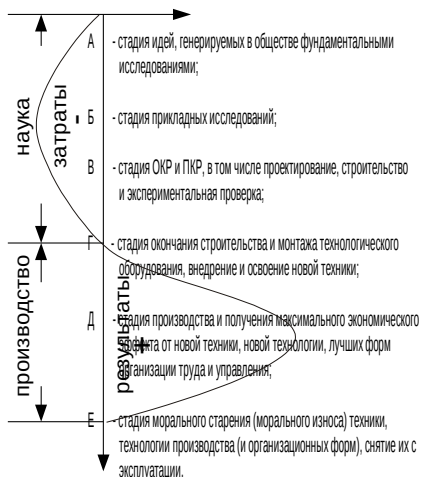 А - стадия идей, генерируемых в обществе фундаментальными
исследованиями;
Б - стадия прикладных исследований;
В - стадия ОКР и ПКР, в том числе проектирование, строительство
и экспериментальная проверка;
Г - стадия окончания строительства и монтажа технологического
оборудования, внедрение и освоение новой техники;
Д - стадия производства и получения максимального экономического
эффекта от новой техники, новой технологии, лучших форм
организации труда и управления;
Е - стадия морального старения (морального износа) техники,
технологии производства (и организационных форм), снятие их с
эксплуатации.
наука
затраты
-
производство
результаты
+